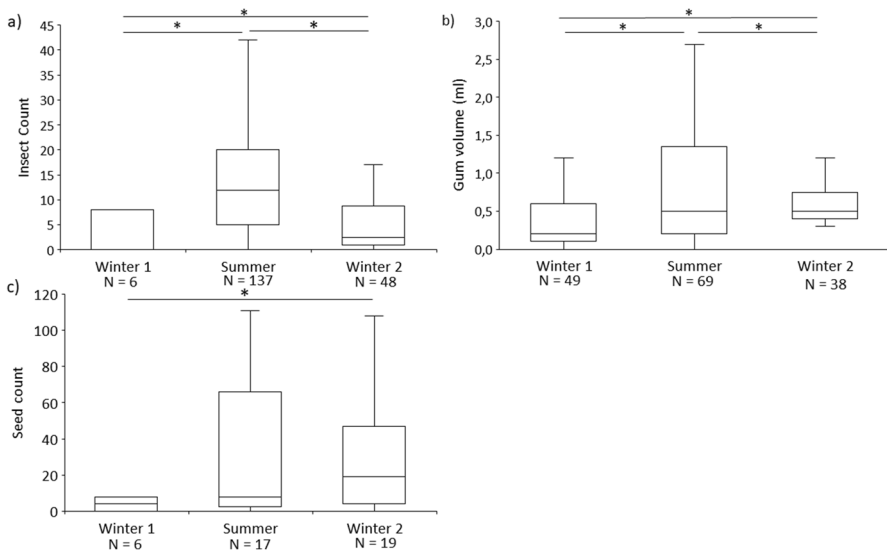 a)
*
*
*
Insect Count
45
40
35
30
25
20
15
10
5
0
Winter 1
Summer
Winter 2
N = 6
N = 137
N = 48
b)
*
*
*
Gum volume (ml)
3,0
2,5
2,0
1,5
1,0
0,5
0,0
Winter 1
Summer
Winter 2
N = 49
N = 69
N = 38
c)
*
Seed count
120
100
80
60
40
20
0
Winter 1
Summer
Winter 2
N = 6
N = 17
N = 19